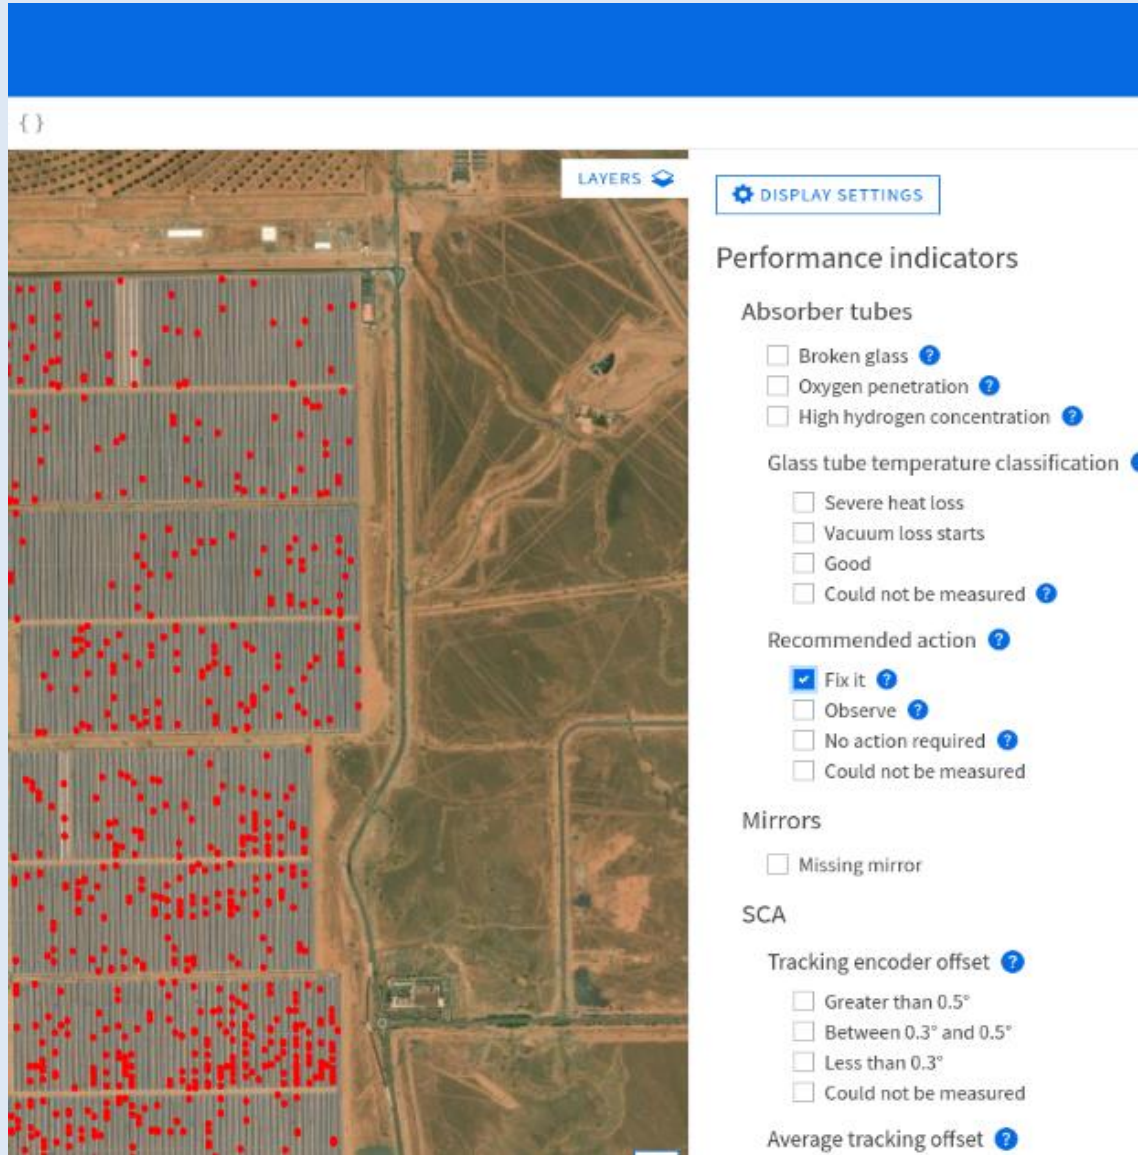 { }
LAYERS
DISPLAY SETTINGS
Performance indicators
Absorber tubes
Broken glass ?
Oxygen penetration ?
High hydrogen concentration ?
Glass tube temperature classification
Severe heat loss
Vacuum loss starts
Good
Could not be measured ?
Recommended action ?
Fix it ?
Observe ?
No action required ?
Could not be measured
Mirrors
Missing mirror
SCA
Tracking encoder offset ?
Greater than 0.5°
Between 0.3° and 0.5°
Less than 0.3°
Could not be measured
Average tracking offset ?